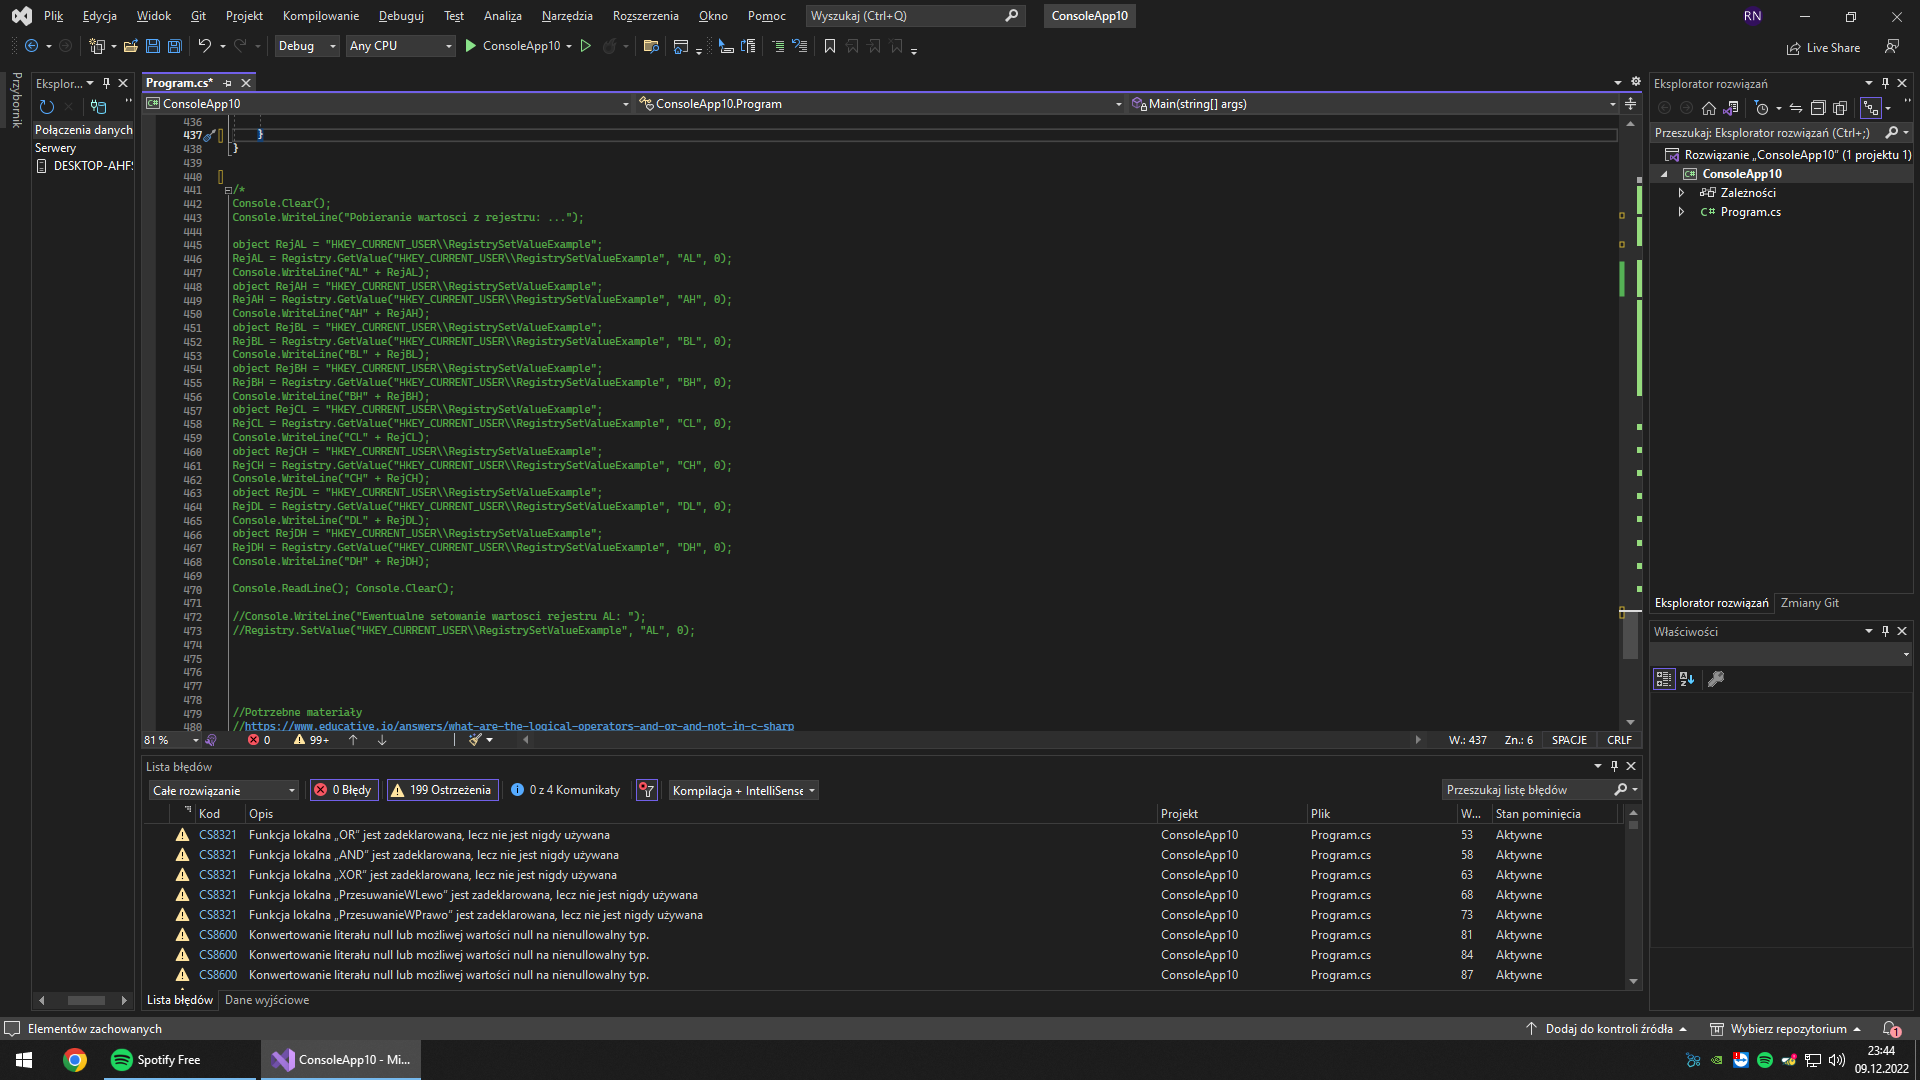 Plik Edycja Widok Git Projekt Kompilowanie Debuguj Test Analiza Narzędzia Rozszerzenia Okno Pomoc Wyszukaj (Ctrl+Q) ConsoleApp10 RN
Debug Any CPU ConsoleApp10 Live Share
Przybornik
Eksplor...
Połączenia danych
Serwery
DESKTOP-AHF
Program.cs*
ConsoleApp10 ConsoleApp10.Program Main(string[] args)
436
437 }
438 }
439
440
441 /*
442 Console.Clear();
443 Console.WriteLine("Pobieranie wartosci z rejestru: ...");
444
445 object RejAL = "HKEY_CURRENT_USER\\RegistrySetValueExample";
446 RejAL = Registry.GetValue("HKEY_CURRENT_USER\\RegistrySetValueExample", "AL", 0);
447 Console.WriteLine("AL" + RejAL);
448 object RejAH = "HKEY_CURRENT_USER\\RegistrySetValueExample";
449 RejAH = Registry.GetValue("HKEY_CURRENT_USER\\RegistrySetValueExample", "AH", 0);
450 Console.WriteLine("AH" + RejAH);
451 object RejBL = "HKEY_CURRENT_USER\\RegistrySetValueExample";
452 RejBL = Registry.GetValue("HKEY_CURRENT_USER\\RegistrySetValueExample", "BL", 0);
453 Console.WriteLine("BL" + RejBL);
454 object RejBH = "HKEY_CURRENT_USER\\RegistrySetValueExample";
455 RejBH = Registry.GetValue("HKEY_CURRENT_USER\\RegistrySetValueExample", "BH", 0);
456 Console.WriteLine("BH" + RejBH);
457 object RejCL = "HKEY_CURRENT_USER\\RegistrySetValueExample";
458 RejCL = Registry.GetValue("HKEY_CURRENT_USER\\RegistrySetValueExample", "CL", 0);
459 Console.WriteLine("CL" + RejCL);
460 object RejCH = "HKEY_CURRENT_USER\\RegistrySetValueExample";
461 RejCH = Registry.GetValue("HKEY_CURRENT_USER\\RegistrySetValueExample", "CH", 0);
462 Console.WriteLine("CH" + RejCH);
463 object RejDL = "HKEY_CURRENT_USER\\RegistrySetValueExample";
464 RejDL = Registry.GetValue("HKEY_CURRENT_USER\\RegistrySetValueExample", "DL", 0);
465 Console.WriteLine("DL" + RejDL);
466 object RejDH = "HKEY_CURRENT_USER\\RegistrySetValueExample";
467 RejDH = Registry.GetValue("HKEY_CURRENT_USER\\RegistrySetValueExample", "DH", 0);
468 Console.WriteLine("DH" + RejDH);
469
470 Console.ReadLine(); Console.Clear();
471
472 //Console.WriteLine("Ewentualne setowanie wartosci rejestru AL: ");
473 //Registry.SetValue("HKEY_CURRENT_USER\\RegistrySetValueExample", "AL", 0);
474
475
476
477
478
479 //Potrzebne materiały
480 //https://www.educative.io/answers/what-are-the-logical-operators-and-or-and-not-in-c-sharp
81 % 0 99+ W.: 437 Zn.: 6 SPACJE CRLF
Eksplorator rozwiązań
Przeszukaj: Eksplorator rozwiązań (Ctrl+;)
Rozwiązanie „ConsoleApp10” (1 projektu 1)
ConsoleApp10
Zależności
C# Program.cs
Eksplorator rozwiązań Zmiany Git
Właściwości
Lista błędów
Całe rozwiązanie 0 Błędy 199 Ostrzeżenia 0 z 4 Komunikaty Kompilacja + IntelliSense Przeszukaj listę błędów
Kod Opis Projekt Plik W... Stan pominięcia
CS8321 Funkcja lokalna „OR” jest zadeklarowana, lecz nie jest nigdy używana ConsoleApp10 Program.cs 53 Aktywne
CS8321 Funkcja lokalna „AND” jest zadeklarowana, lecz nie jest nigdy używana ConsoleApp10 Program.cs 58 Aktywne
CS8321 Funkcja lokalna „XOR” jest zadeklarowana, lecz nie jest nigdy używana ConsoleApp10 Program.cs 63 Aktywne
CS8321 Funkcja lokalna „PrzesuwanieWLewo” jest zadeklarowana, lecz nie jest nigdy używana ConsoleApp10 Program.cs 68 Aktywne
CS8321 Funkcja lokalna „PrzesuwanieWPrawo” jest zadeklarowana, lecz nie jest nigdy używana ConsoleApp10 Program.cs 73 Aktywne
CS8600 Konwertowanie literału null lub możliwej wartości null na nienullowalny typ. ConsoleApp10 Program.cs 81 Aktywne
CS8600 Konwertowanie literału null lub możliwej wartości null na nienullowalny typ. ConsoleApp10 Program.cs 84 Aktywne
CS8600 Konwertowanie literału null lub możliwej wartości null na nienullowalny typ. ConsoleApp10 Program.cs 87 Aktywne
Lista błędów Dane wyjściowe
Elementów zachowanych Dodaj do kontroli źródła Wybierz repozytorium 1
Spotify Free ConsoleApp10 - Mi... 23:44
09.12.2022